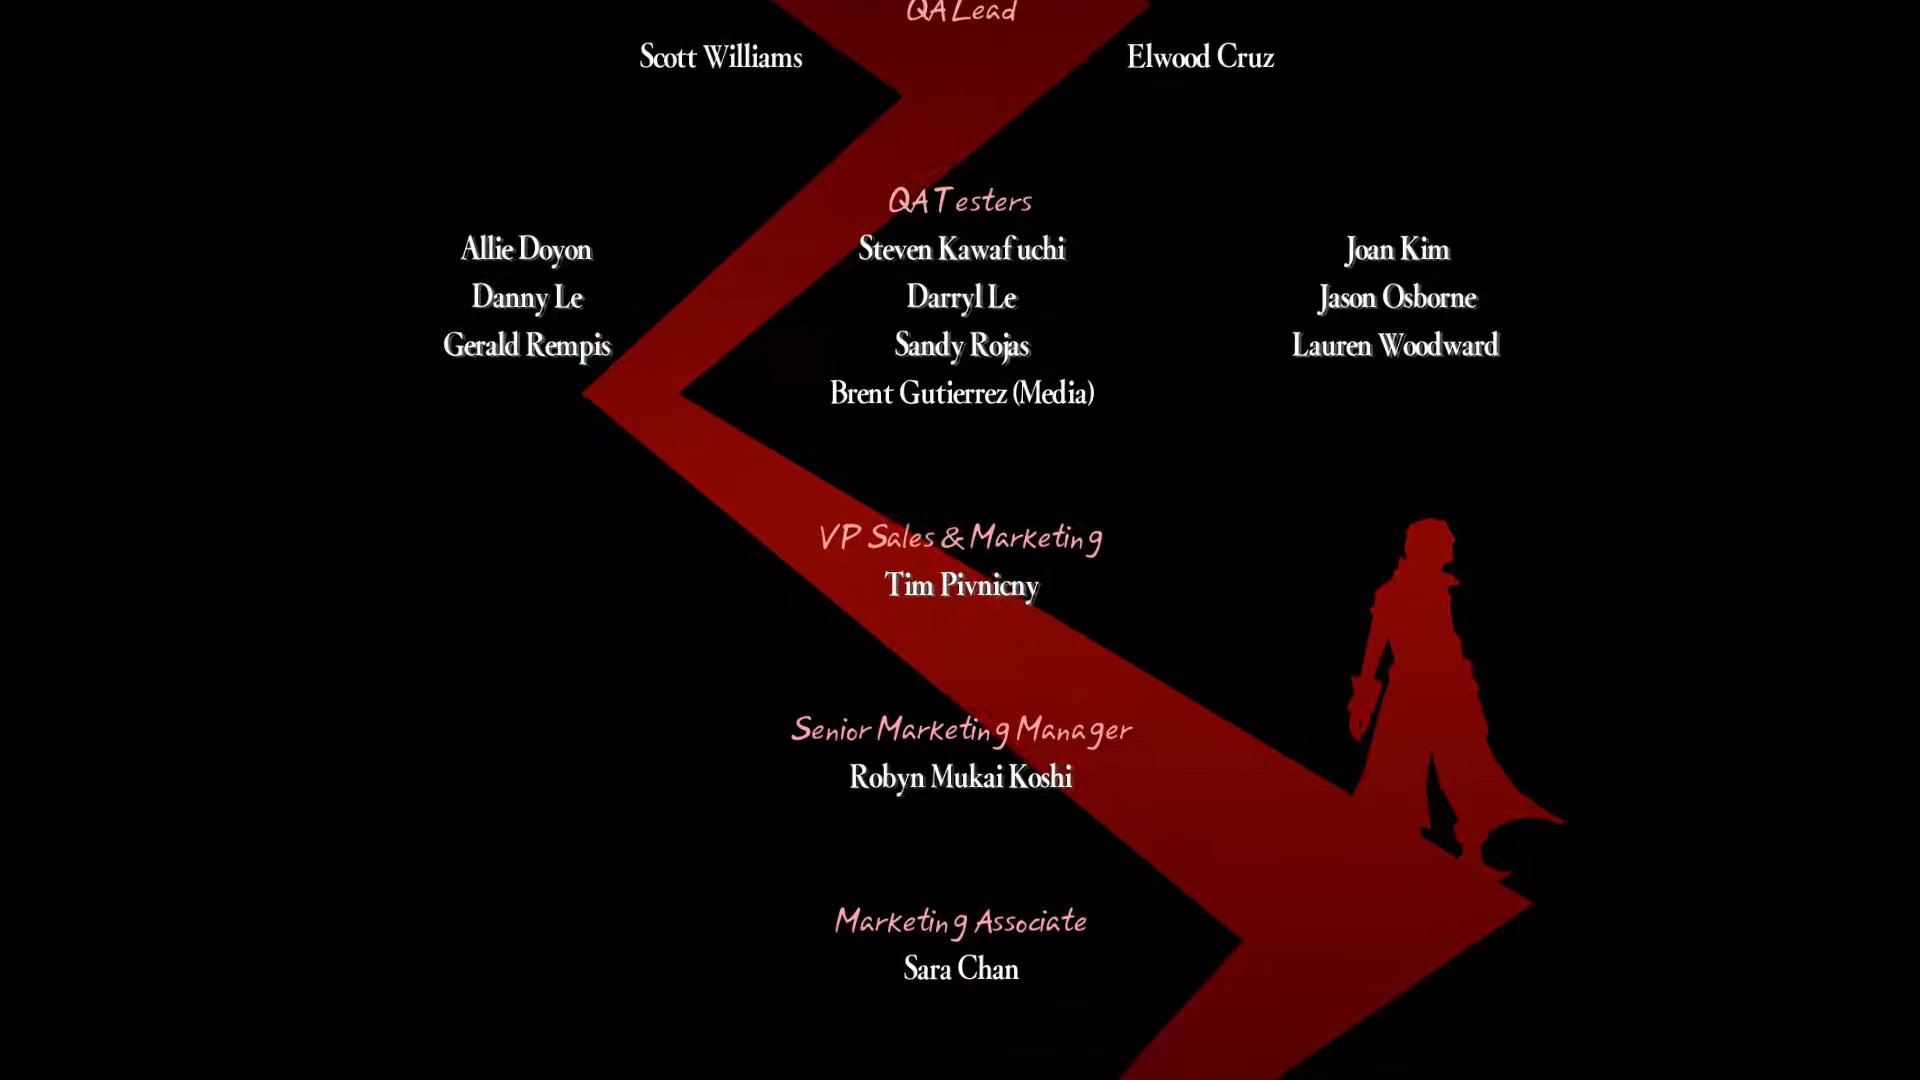 QA Lead
Scott Williams Elwood Cruz
QA Testers
Allie Doyon Steven Kawafuchi Joan Kim
Danny Le Darryl Le Jason Osborne
Gerald Rempis Sandy Rojas Lauren Woodward
Brent Gutierrez (Media)
VP Sales & Marketing
Tim Pivnicny
Senior Marketing Manager
Robyn Mukai Koshi
Marketing Associate
Sara Chan